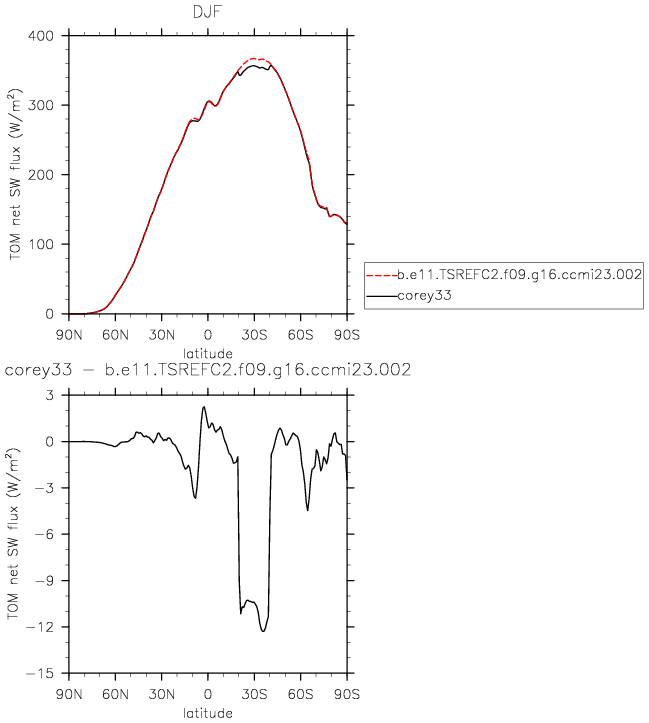 DJF
TOM net SW flux (W/m²)
400
300
200
100
0
90N 60N 30N 0 30S 60S 90S
latitude
b.e11.TSREFC2.f09.g16.ccmi23.002
corey33
corey33 − b.e11.TSREFC2.f09.g16.ccmi23.002
TOM net SW flux (W/m²)
3
0
−3
−6
−9
−12
−15
90N 60N 30N 0 30S 60S 90S
latitude